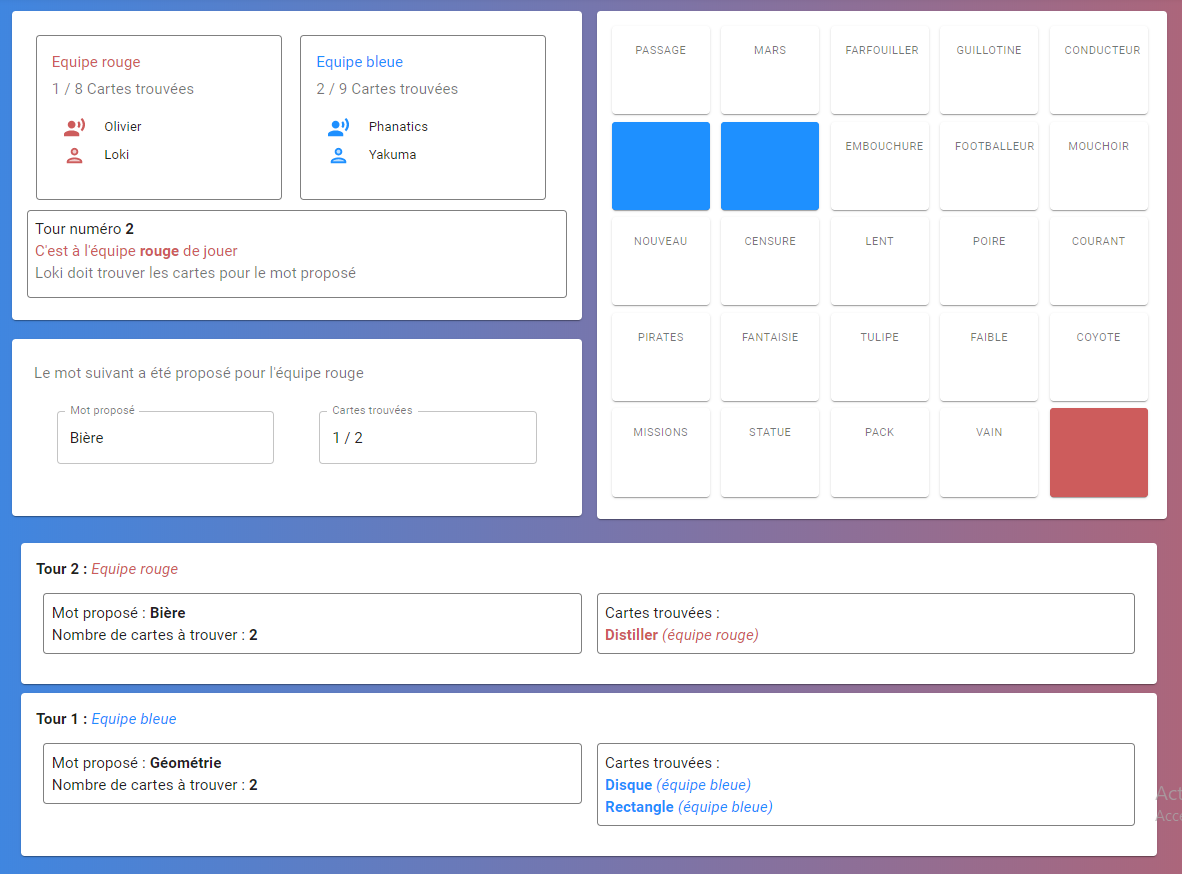 Equipe rouge
1 / 8 Cartes trouvées
Olivier
Loki
Equipe bleue
2 / 9 Cartes trouvées
Phanatics
Yakuma
Tour numéro 2
C'est à l'équipe rouge de jouer
Loki doit trouver les cartes pour le mot proposé
Le mot suivant a été proposé pour l'équipe rouge
Mot proposé
Bière
Cartes trouvées
1 / 2
PASSAGE MARS FARFOUILLER GUILLOTINE CONDUCTEUR
EMBOUCHURE FOOTBALLEUR MOUCHOIR
NOUVEAU CENSURE LENT POIRE COURANT
PIRATES FANTAISIE TULIPE FAIBLE COYOTE
MISSIONS STATUE PACK VAIN
Tour 2 : Equipe rouge
Mot proposé : Bière
Nombre de cartes à trouver : 2
Cartes trouvées :
Distiller (équipe rouge)
Tour 1 : Equipe bleue
Mot proposé : Géométrie
Nombre de cartes à trouver : 2
Cartes trouvées :
Disque (équipe bleue)
Rectangle (équipe bleue)
Act
Accé